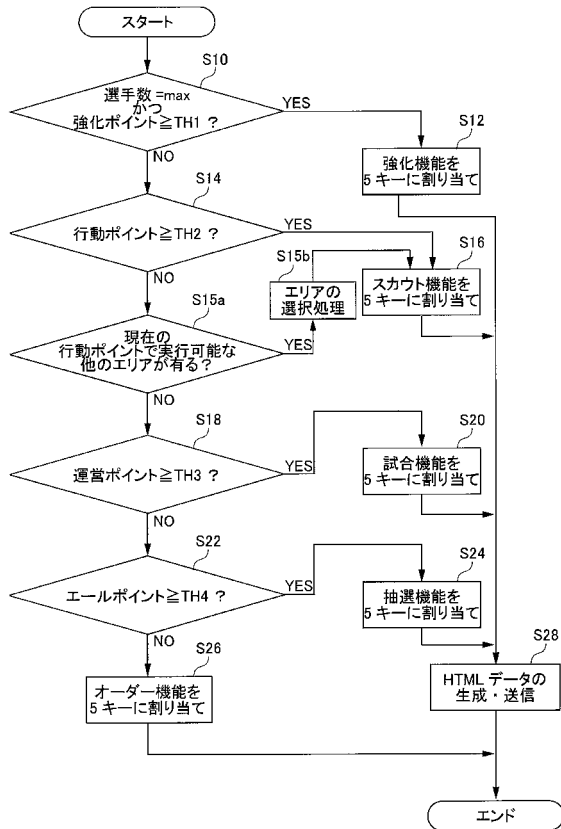 スタート
S10
選手数=max
かつ
強化ポイント≧TH1？
YES
NO
S12
強化機能を
5キーに割り当て
S14
行動ポイント≧TH2？
YES
NO
S15b
エリアの
選択処理
S16
スカウト機能を
5キーに割り当て
S15a
現在の
行動ポイントで実行可能な
他のエリアが有る？
YES
NO
S18
運営ポイント≧TH3？
YES
NO
S20
試合機能を
5キーに割り当て
S22
エールポイント≧TH4？
YES
NO
S24
抽選機能を
5キーに割り当て
S26
オーダー機能を
5キーに割り当て
S28
HTMLデータの
生成・送信
エンド